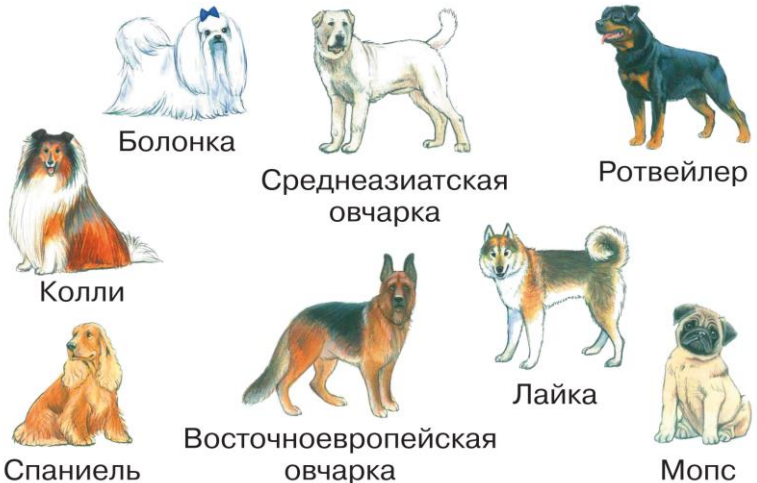 Болонка
Среднеазиатская
овчарка
Ротвейлер
Колли
Лайка
Спаниель
Восточноевропейская
овчарка
Мопс